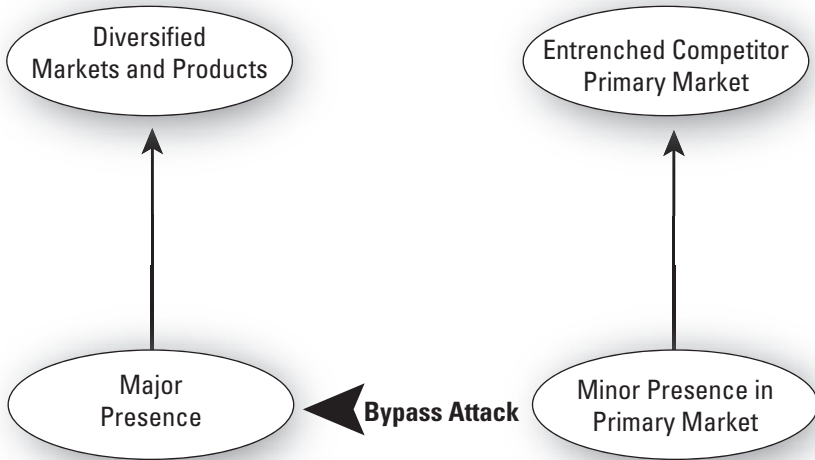 Diversified
Markets and Products
Entrenched Competitor
Primary Market
Major
Presence
Bypass Attack
Minor Presence in
Primary Market